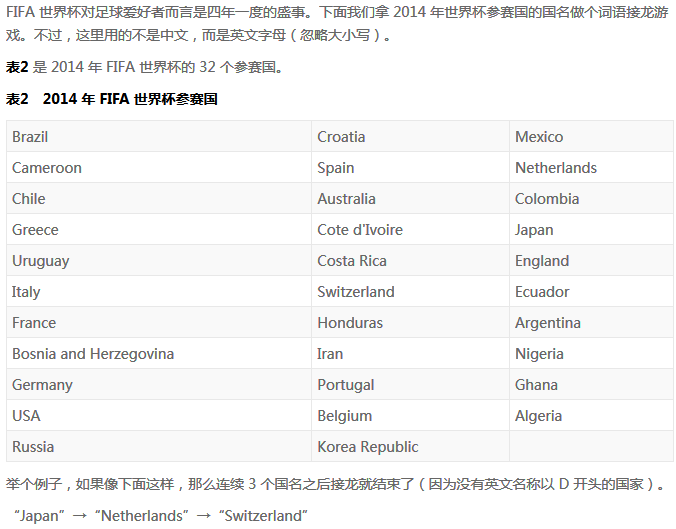 FIFA 世界杯对足球爱好者而言是四年一度的盛事。下面我们拿 2014 年世界杯参赛国的国名做个词语接龙游
戏。不过，这里用的不是中文，而是英文字母（忽略大小写）。
表2 是 2014 年 FIFA 世界杯的 32 个参赛国。
表2 2014 年 FIFA 世界杯参赛国
Brazil Croatia Mexico
Cameroon Spain Netherlands
Chile Australia Colombia
Greece Cote d'Ivoire Japan
Uruguay Costa Rica England
Italy Switzerland Ecuador
France Honduras Argentina
Bosnia and Herzegovina Iran Nigeria
Germany Portugal Ghana
USA Belgium Algeria
Russia Korea Republic
举个例子，如果像下面这样，那么连续 3 个国名之后接龙就结束了（因为没有英文名称以 D 开头的国家）。
“Japan”→“Netherlands”→“Switzerland”